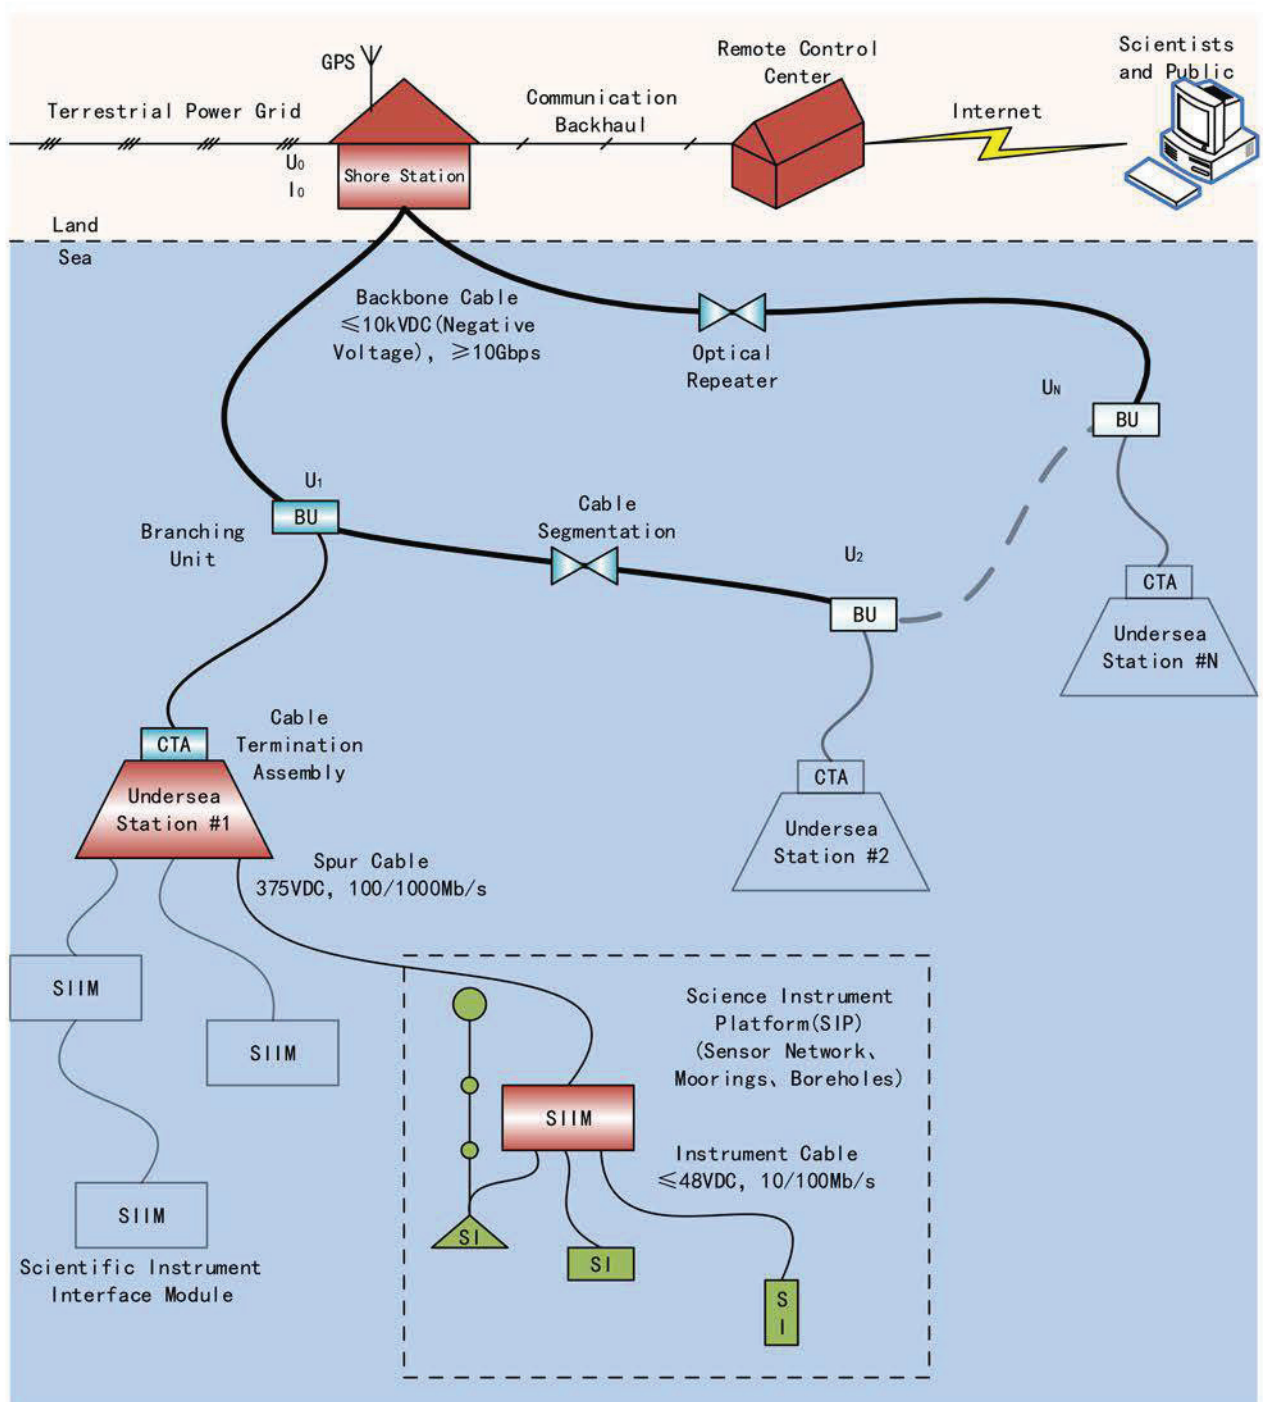 GPS
Remote Control
Center
Scientists
and Public
Terrestrial Power Grid
Communication
Backhaul
Internet
U₀
I₀
Shore Station
Land
Sea
Backbone Cable
≤10kVDC(Negative
Voltage), ≥10Gbps
Optical
Repeater
Uₙ
BU
U₁
BU
Branching
Unit
Cable
Segmentation
U₂
BU
CTA
Undersea
Station #N
CTA
Cable
Termination
Assembly
Undersea
Station #1
CTA
Undersea
Station #2
Spur Cable
375VDC, 100/1000Mb/s
SIIM
SIIM
SIIM
Scientific Instrument
Interface Module
Science Instrument
Platform(SIP)
(Sensor Network、
Moorings、Boreholes)
SIIM
Instrument Cable
≤48VDC, 10/100Mb/s
SI
SI
S
I